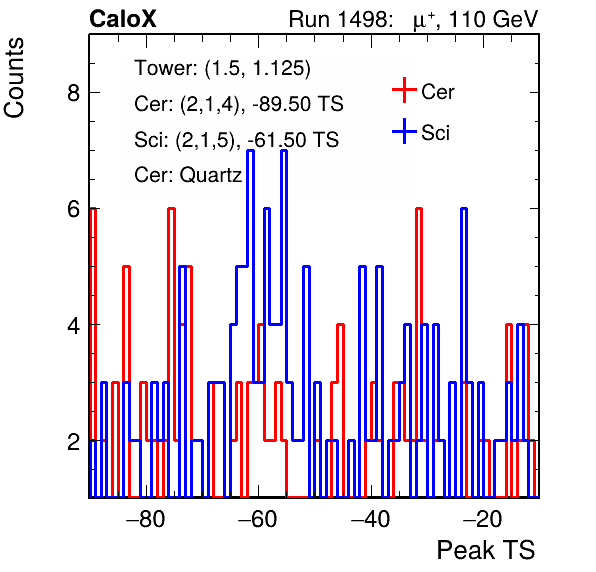 CaloX Run 1498: μ⁺, 110 GeV
Counts
Tower: (1.5, 1.125)
Cer: (2,1,4), -89.50 TS
Sci: (2,1,5), -61.50 TS
Cer: Quartz
Cer
Sci
8
6
4
2
−80 −60 −40 −20
Peak TS